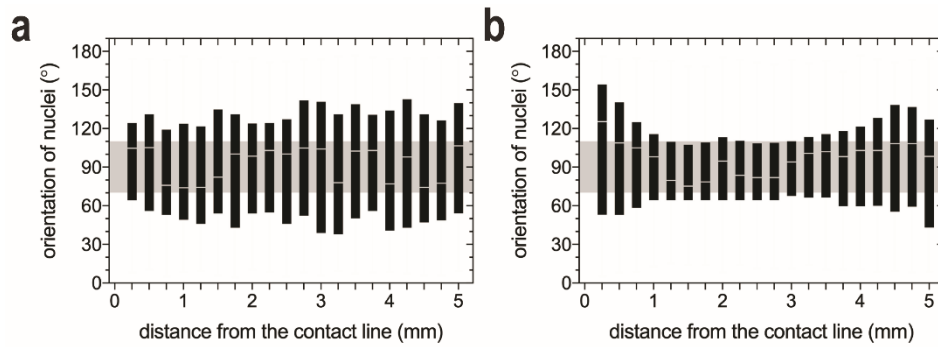 a
b
orientation of nuclei (°)
180
150
120
90
60
30
0
0 1 2 3 4 5
distance from the contact line (mm)
orientation of nuclei (°)
180
150
120
90
60
30
0
0 1 2 3 4 5
distance from the contact line (mm)